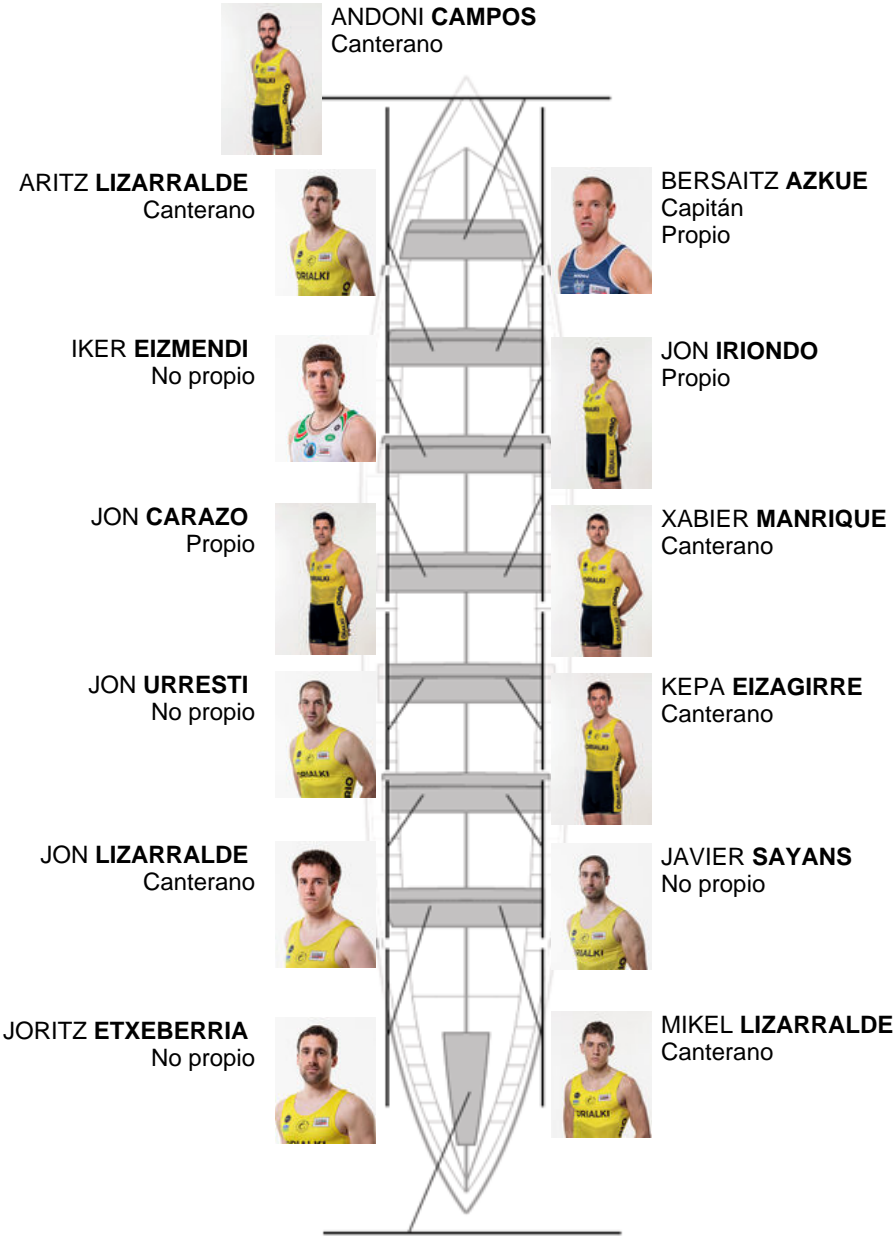 ANDONI CAMPOS
Canterano
ARITZ LIZARRALDE
Canterano
BERSAITZ AZKUE
Capitán
Propio
IKER EIZMENDI
No propio
JON IRIONDO
Propio
JON CARAZO
Propio
XABIER MANRIQUE
Canterano
JON URRESTI
No propio
KEPA EIZAGIRRE
Canterano
JON LIZARRALDE
Canterano
JAVIER SAYANS
No propio
JORITZ ETXEBERRIA
No propio
MIKEL LIZARRALDE
Canterano